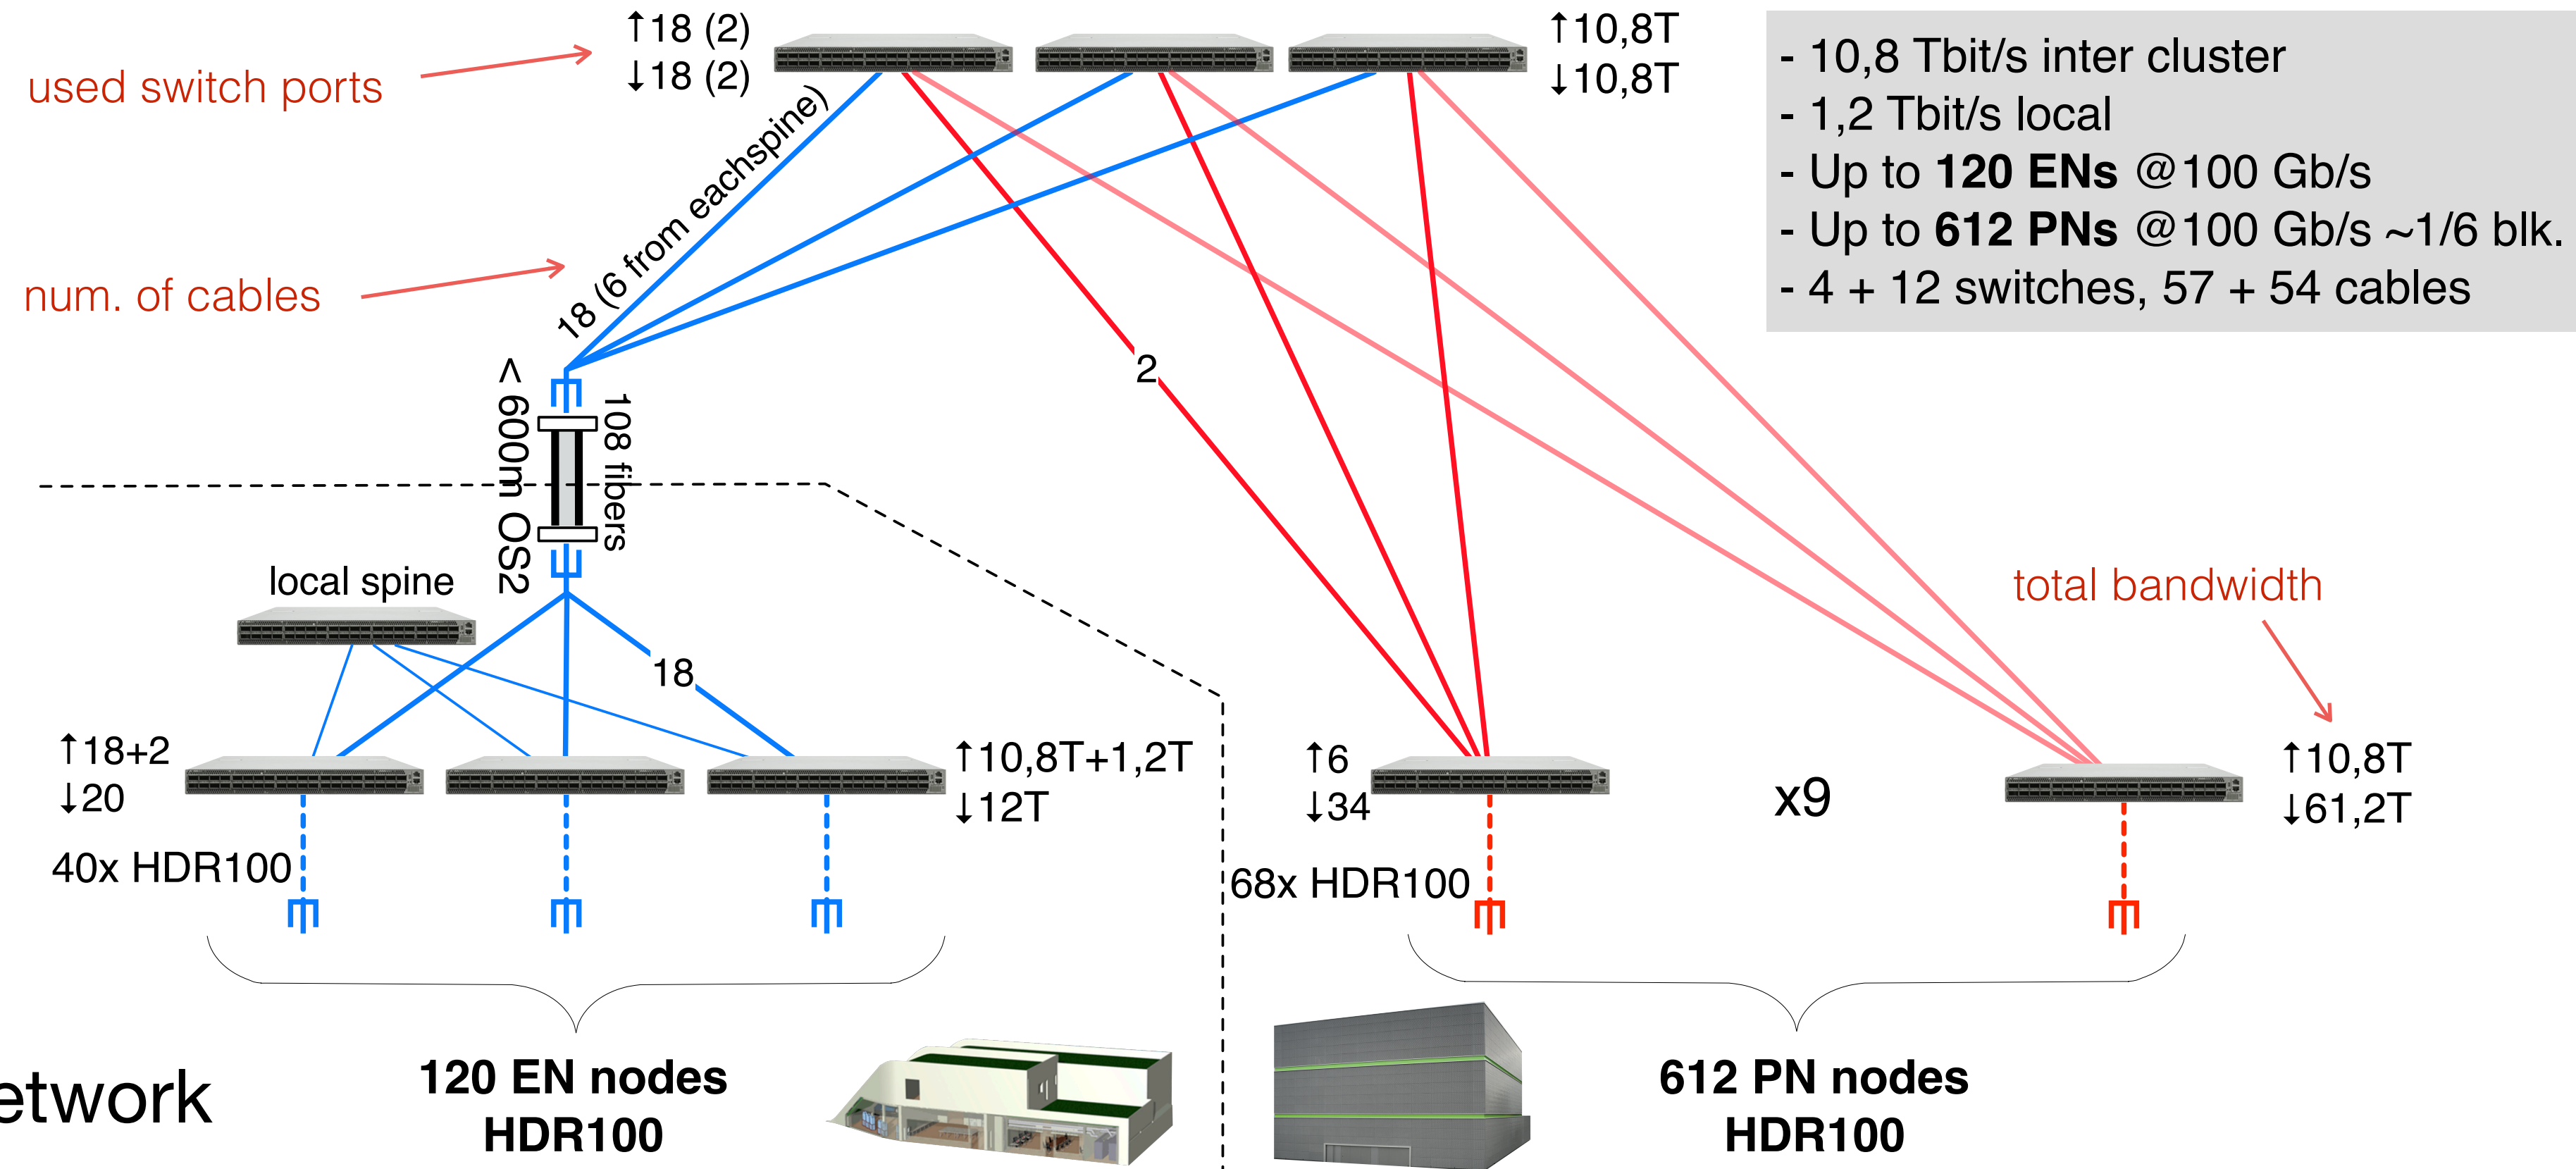 used switch ports
↑18 (2)
↓18 (2)
↑10,8T
↓10,8T
- 10,8 Tbit/s inter cluster
- 1,2 Tbit/s local
- Up to 120 ENs @100 Gb/s
- Up to 612 PNs @100 Gb/s ~1/6 blk.
- 4 + 12 switches, 57 + 54 cables
num. of cables
18 (6 from eachspine)
2
< 600m OS2
108 fibers
local spine
18
total bandwidth
↑18+2
↓20
↑10,8T+1,2T
↓12T
↑6
↓34
x9
↑10,8T
↓61,2T
40x HDR100
68x HDR100
etwork
120 EN nodes
HDR100
612 PN nodes
HDR100